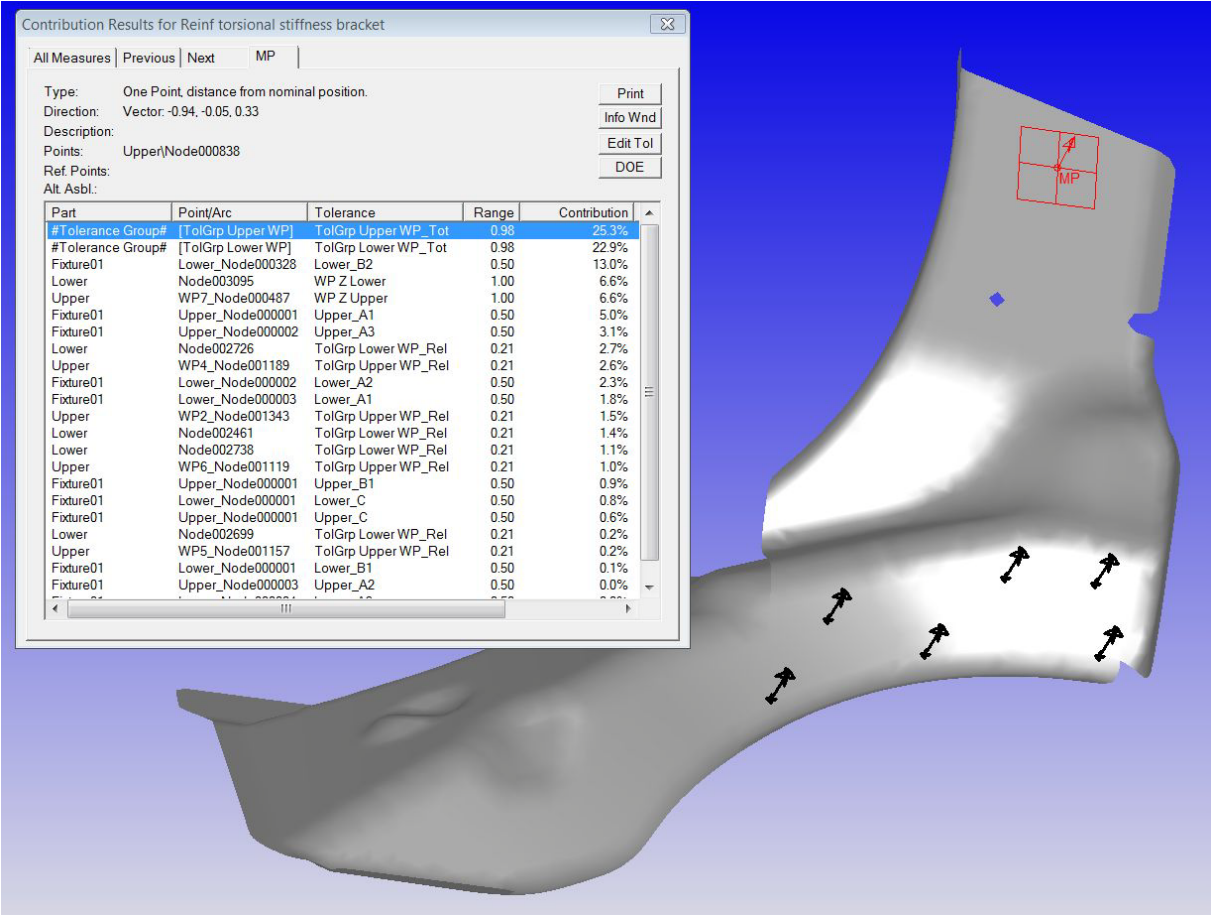 Contribution Results for Reinf torsional stiffness bracket
All Measures Previous Next MP
Type: One Point, distance from nominal position.
Print
Direction: Vector: -0.94, -0.05, 0.33
Info Wnd
Description:
Edit Tol
Points: Upper\Node000838
DOE
Ref. Points:
Alt. Asbl.:
Part Point/Arc Tolerance Range Contribution
#Tolerance Group# [TolGrp Upper WP] TolGrp Upper WP_Tot 0.98 25.3%
#Tolerance Group# [TolGrp Lower WP] TolGrp Lower WP_Tot 0.98 22.9%
Fixture01 Lower_Node000328 Lower_B2 0.50 13.0%
Lower Node003095 WP Z Lower 1.00 6.6%
Upper WP7_Node000487 WP Z Upper 1.00 6.6%
Fixture01 Upper_Node000001 Upper_A1 0.50 5.0%
Fixture01 Upper_Node000002 Upper_A3 0.50 3.1%
Lower Node002726 TolGrp Lower WP_Rel 0.21 2.7%
Upper WP4_Node001189 TolGrp Upper WP_Rel 0.21 2.6%
Fixture01 Lower_Node000002 Lower_A2 0.50 2.3%
Fixture01 Lower_Node000003 Lower_A1 0.50 1.8%
Upper WP2_Node001343 TolGrp Upper WP_Rel 0.21 1.5%
Lower Node002461 TolGrp Lower WP_Rel 0.21 1.4%
Lower Node002738 TolGrp Lower WP_Rel 0.21 1.1%
Upper WP6_Node001119 TolGrp Upper WP_Rel 0.21 1.0%
Fixture01 Upper_Node000001 Upper_B1 0.50 0.9%
Fixture01 Lower_Node000001 Lower_C 0.50 0.8%
Fixture01 Upper_Node000001 Upper_C 0.50 0.6%
Lower Node002699 TolGrp Lower WP_Rel 0.21 0.2%
Upper WP5_Node001157 TolGrp Upper WP_Rel 0.21 0.2%
Fixture01 Lower_Node000001 Lower_B1 0.50 0.1%
Fixture01 Upper_Node000003 Upper_A2 0.50 0.0%
MP